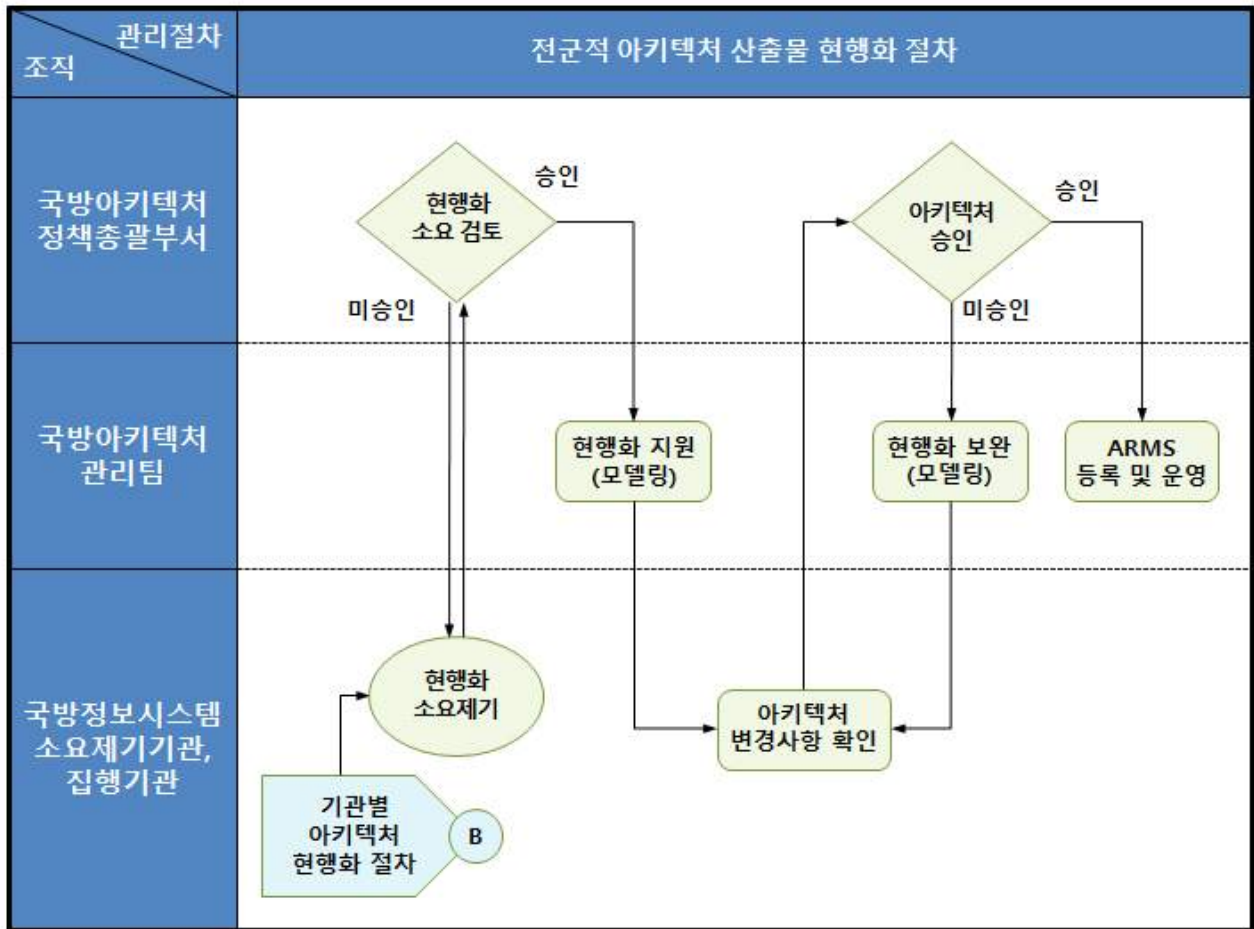 관리절차
조직
전군적 아키텍처 산출물 현행화 절차
국방아키텍처
정책총괄부서
현행화
소요 검토
승인
미승인
아키텍처
승인
승인
미승인
국방아키텍처
관리팀
현행화 지원
(모델링)
현행화 보완
(모델링)
ARMS
등록 및 운영
국방정보시스템
소요제기기관,
집행기관
현행화
소요제기
아키텍처
변경사항 확인
기관별
아키텍처
현행화 절차
B